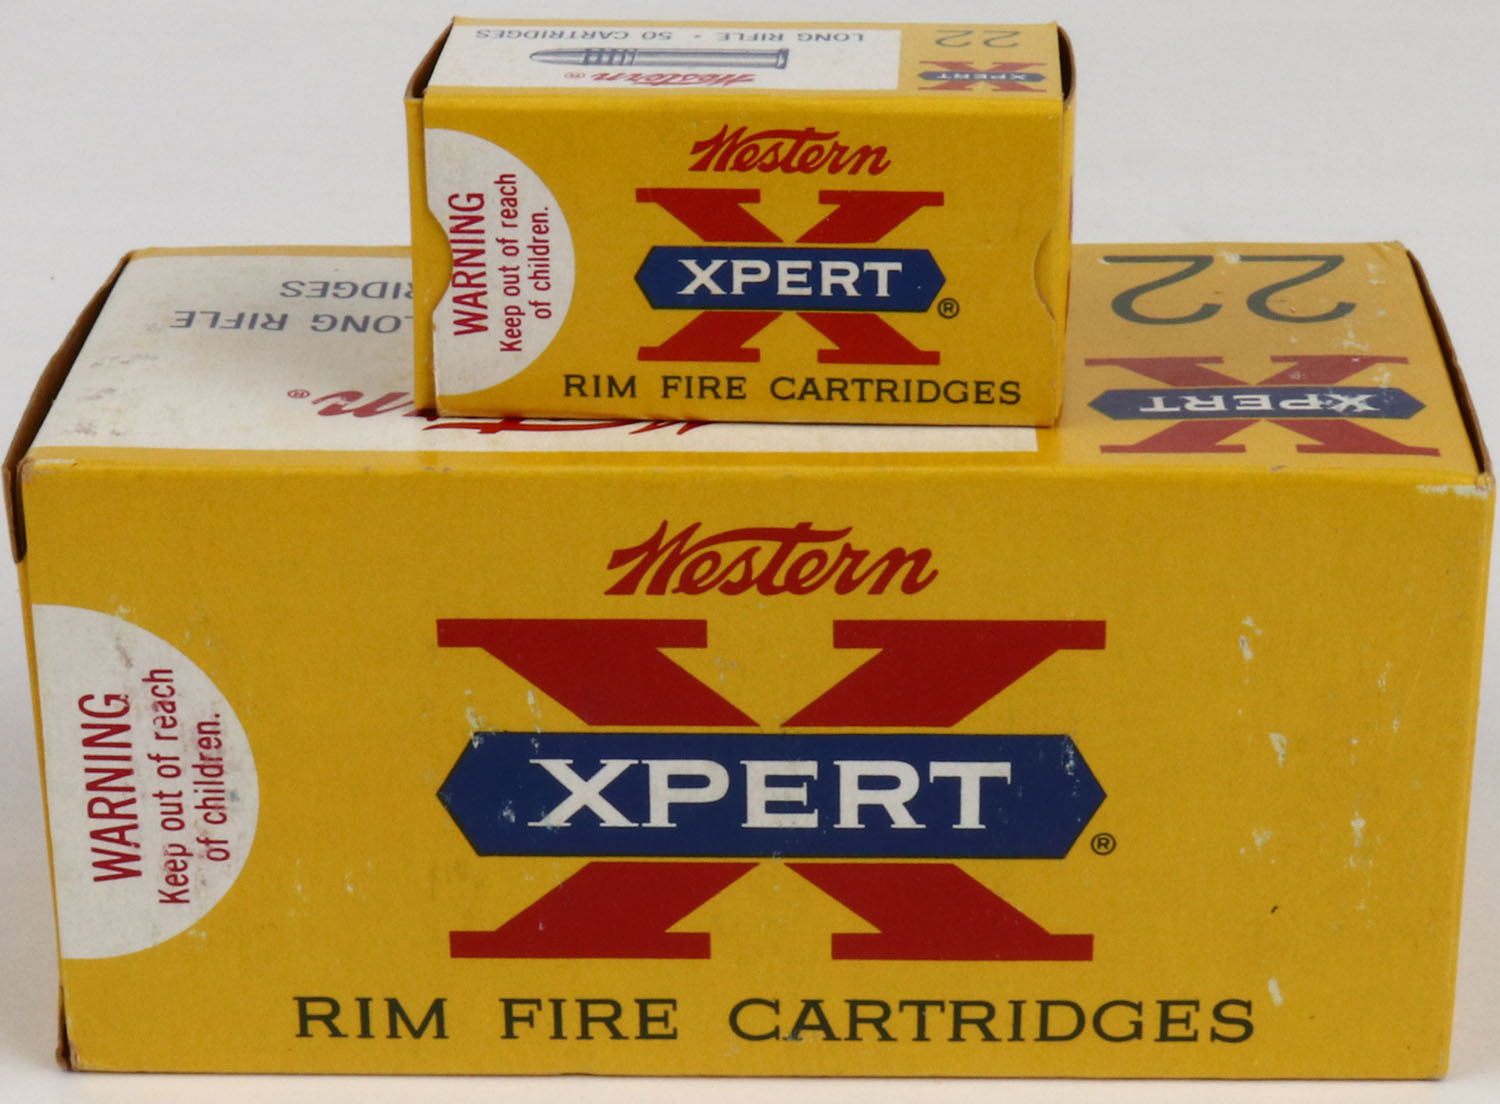 LONG RIFLE - 50 CARTRIDGES
Western ®
22
XPERT
Western
XPERT ®
RIM FIRE CARTRIDGES
WARNING
Keep out of reach
of children.
LONG RIFLE
®
22
XPERT
Western
XPERT ®
RIM FIRE CARTRIDGES
WARNING
Keep out of reach
of children.